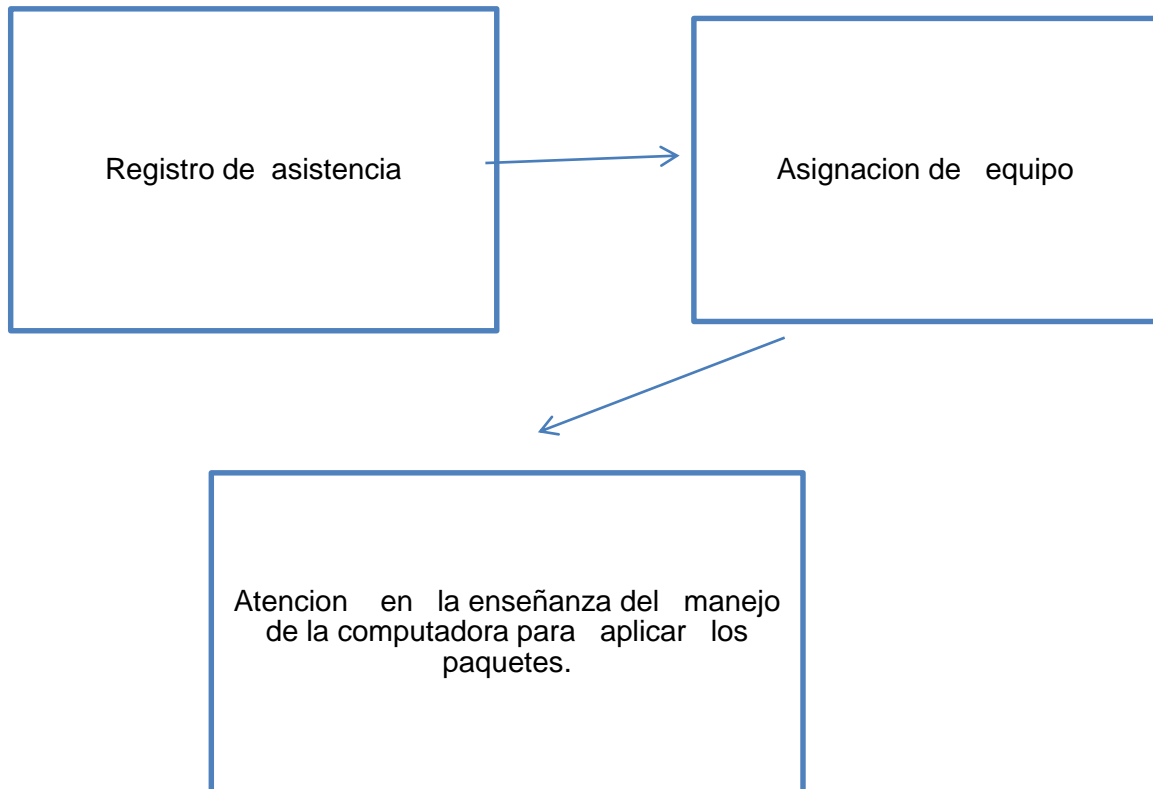 Registro de  asistencia
Asignacion de   equipo
Atencion    en   la enseñanza del   manejo
de la computadora para   aplicar   los
paquetes.